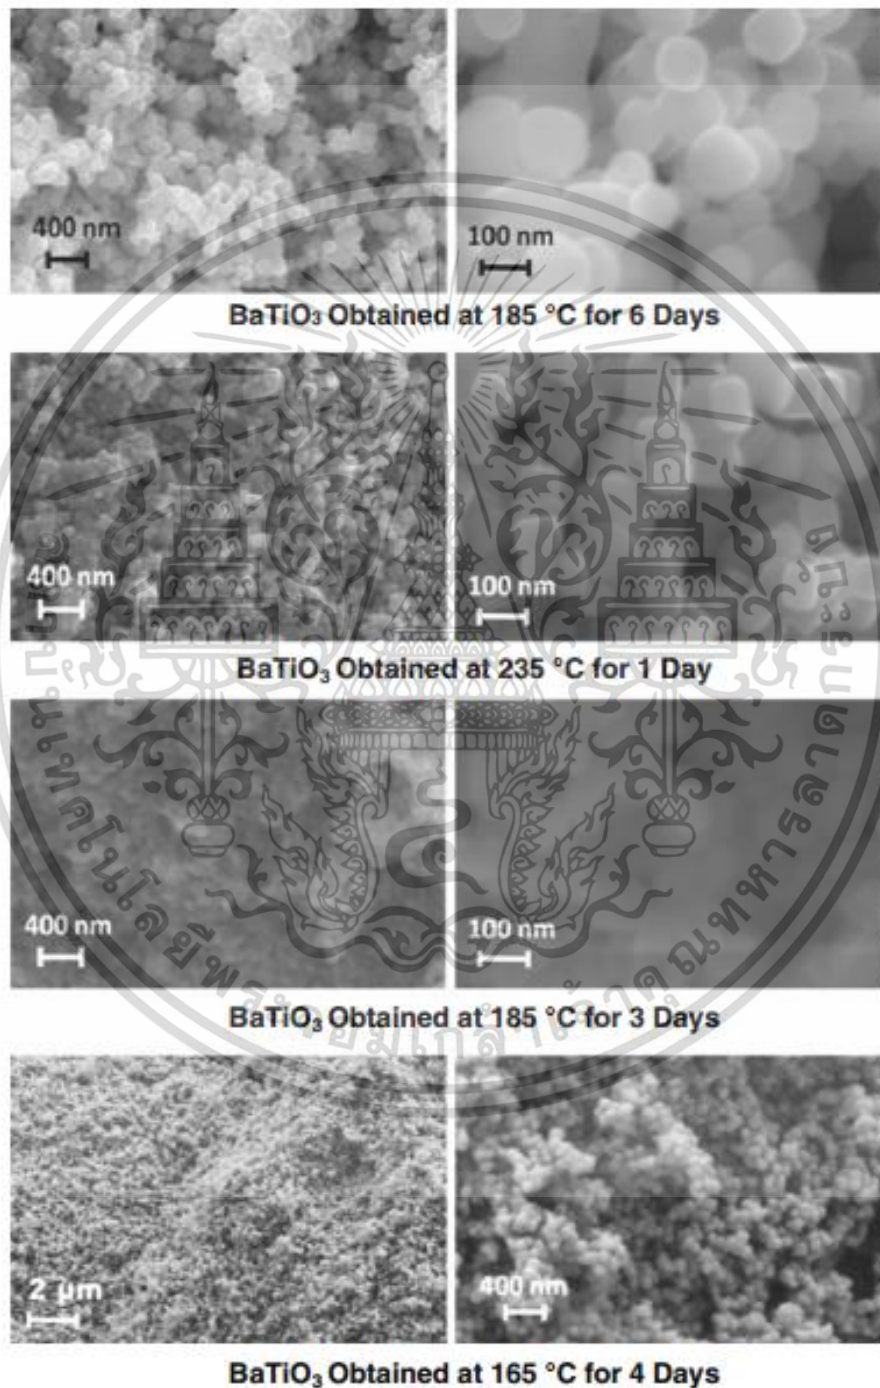 400 nm
100 nm
BaTiO3 Obtained at 185 °C for 6 Days
400 nm
100 nm
BaTiO₃ Obtained at 235 °C for 1 Day
400 nm
100 nm
BaTiO₃ Obtained at 185 °C for 3 Days
2 μm
400 nm
BaTiO₃ Obtained at 165 °C for 4 Days